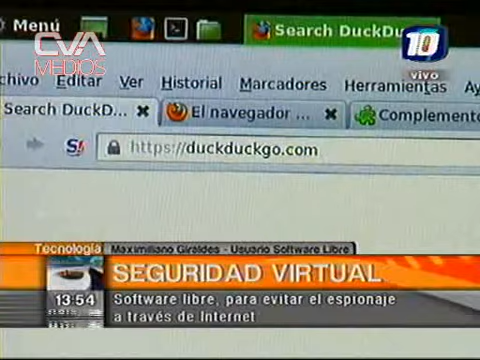 Menú
Search DuckDu
CVA
MEDIOS
10
vivo
chivo Editar Ver Historial Marcadores Herramientas Ay
Search DuckD... El navegador ... Complemento
S!
https://duckduckgo.com
Tecnología Maximiliano Giraldes - Usuario Software Libre
SEGURIDAD VIRTUAL
13:54 Software libre, para evitar el espionaje
a través de Internet